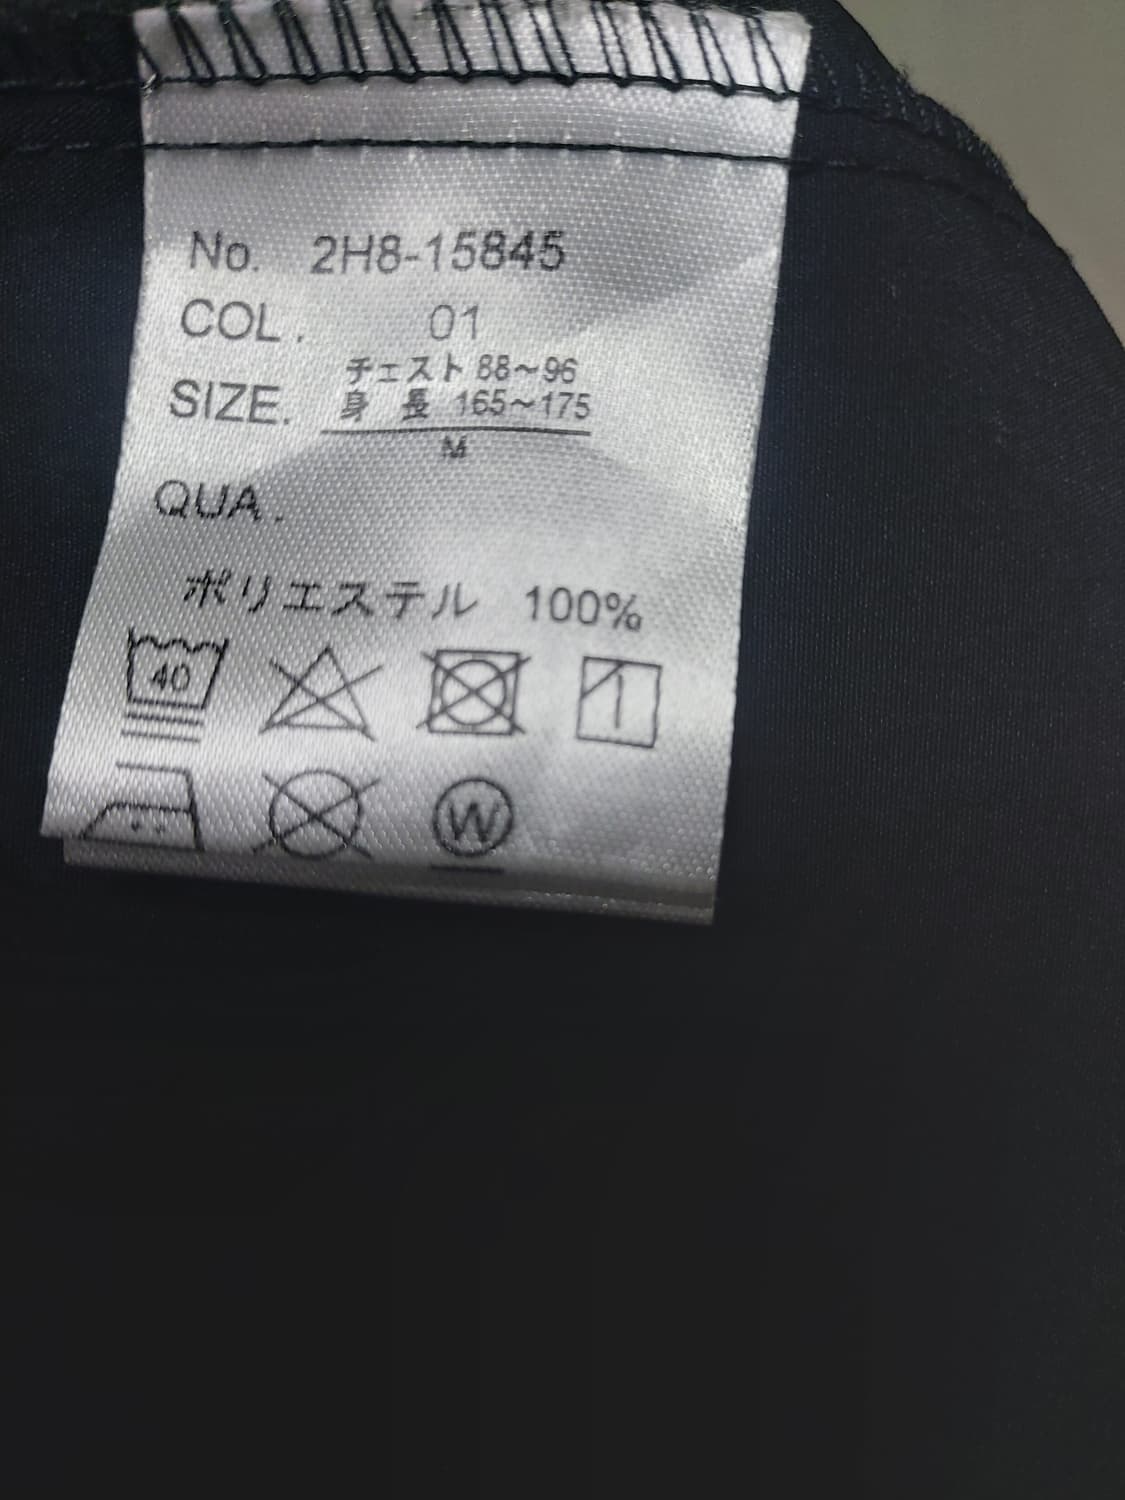 No. 2H8-15845
COL. 01
チェスト 88～96
SIZE. 身 長 165～175
M
QUA.
ポリエステル 100%
40
W